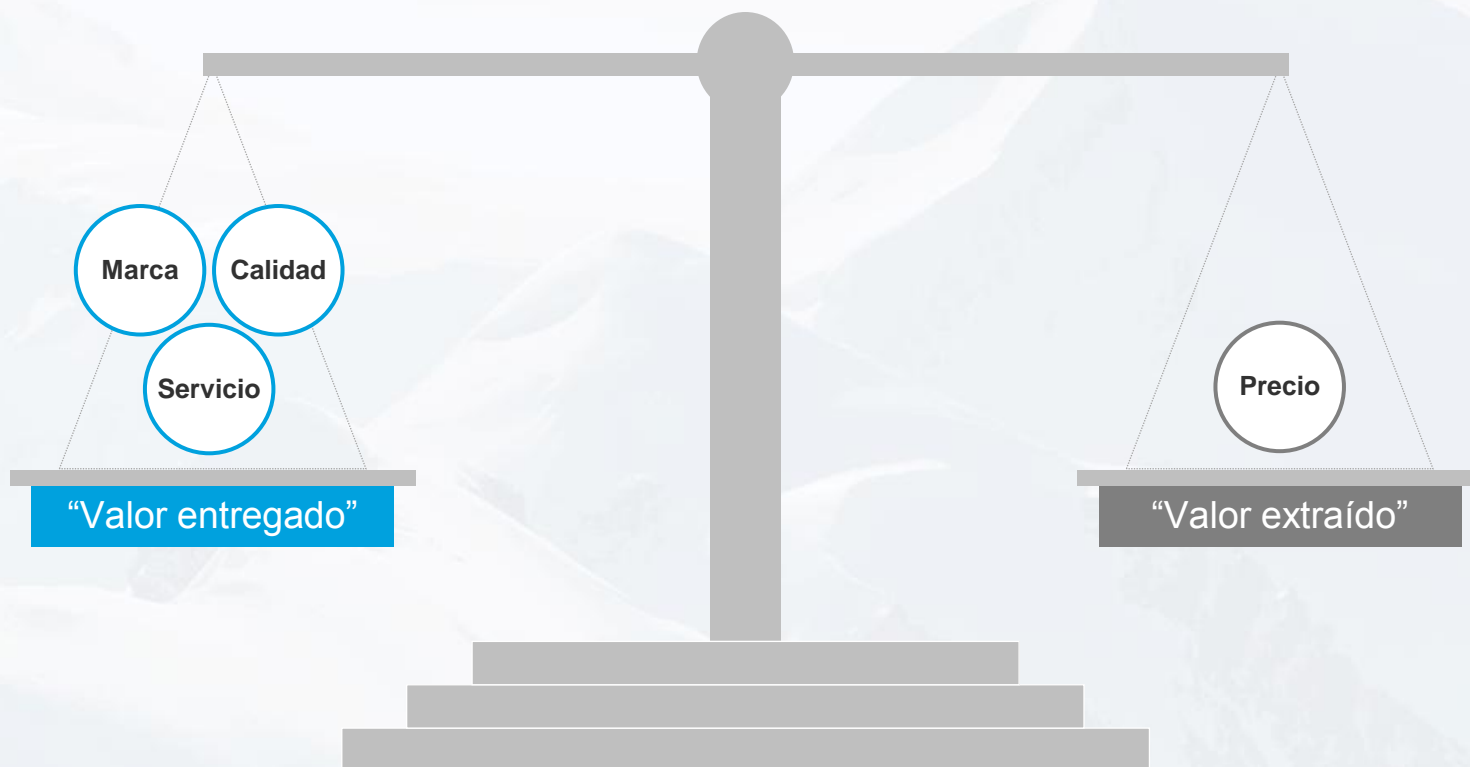 Marca
Calidad
Servicio
Precio
“Valor entregado”
“Valor extraído”